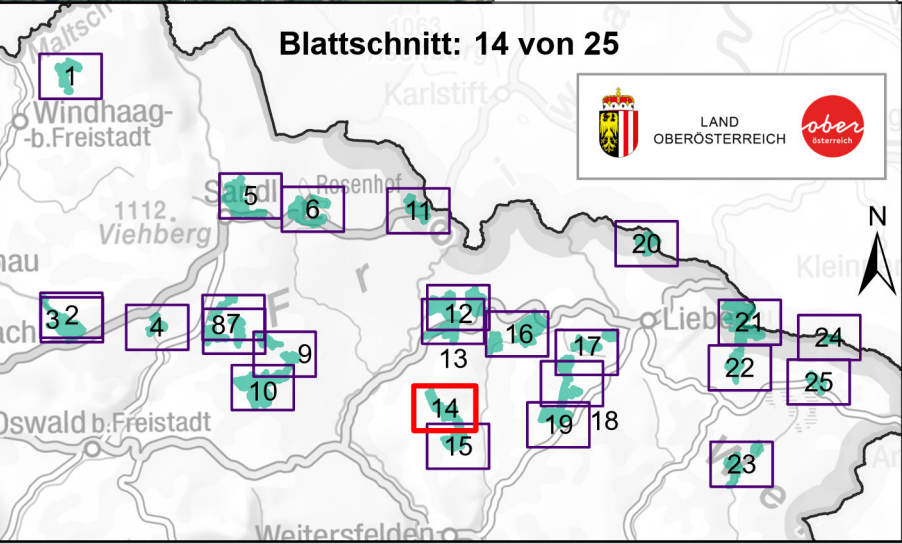 Blattschnitt: 14 von 25
LAND
OBERÖSTERREICH
ober
österreich
Maltsch
1063
Karlstift
1
Windhaag-
-b.Freistadt
Sandl
5
Rosenhof
6
11
1112
Viehberg
20
N
nau
Klein
3
2
ach
4
8
7
F
r
12
13
16
17
Liebe
21
24
9
22
25
10
14
18
19
Oswald b.Freistadt
15
23
e
Weitersfelden